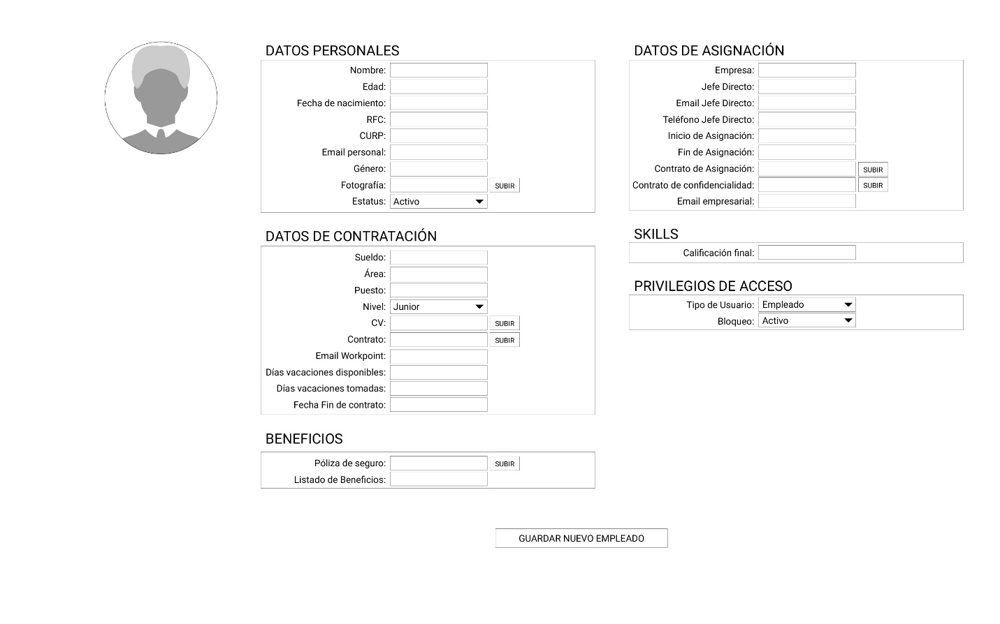 DATOS PERSONALES
Nombre:
Edad:
Fecha de nacimiento:
RFC:
CURP:
Email personal:
Género:
Fotografía: SUBIR
Estatus: Activo
DATOS DE CONTRATACIÓN
Sueldo:
Área:
Puesto:
Nivel: Junior
CV: SUBIR
Contrato: SUBIR
Email Workpoint:
Días vacaciones disponibles:
Días vacaciones tomadas:
Fecha Fin de contrato:
BENEFICIOS
Póliza de seguro: SUBIR
Listado de Beneficios:
DATOS DE ASIGNACIÓN
Empresa:
Jefe Directo:
Email Jefe Directo:
Teléfono Jefe Directo:
Inicio de Asignación:
Fin de Asignación:
Contrato de Asignación: SUBIR
Contrato de confidencialidad: SUBIR
Email empresarial:
SKILLS
Calificación final:
PRIVILEGIOS DE ACCESO
Tipo de Usuario: Empleado
Bloqueo: Activo
GUARDAR NUEVO EMPLEADO